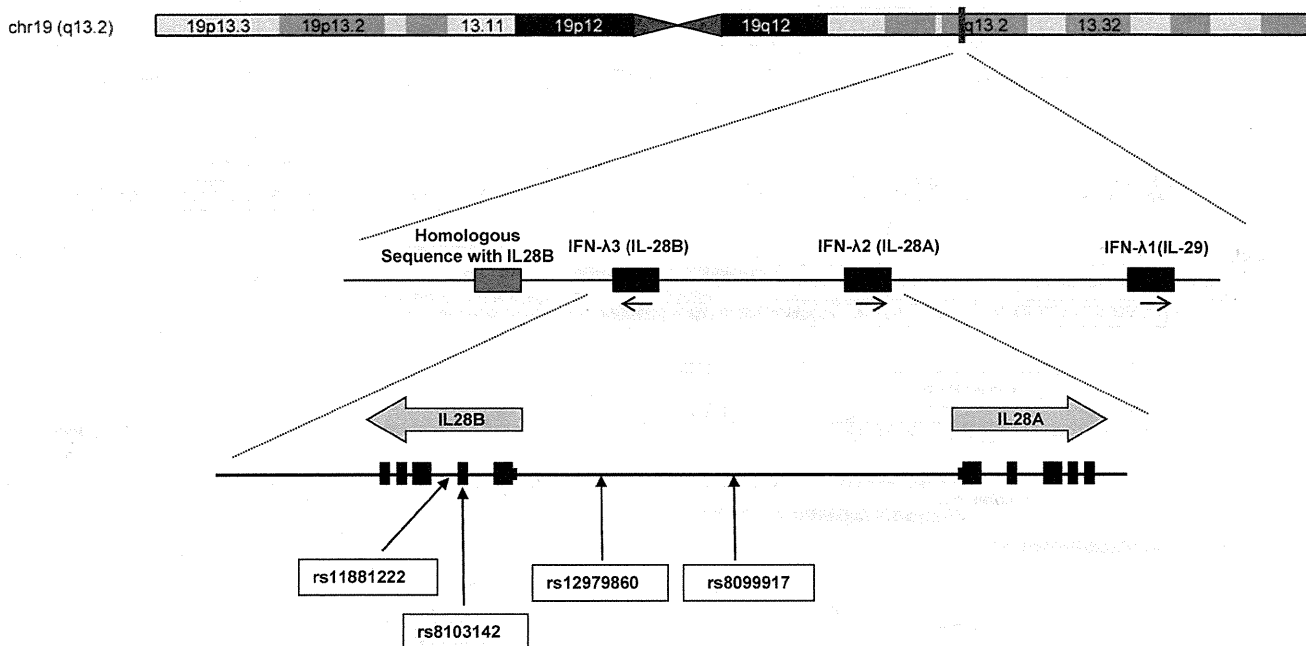 chr19 (q13.2)
19p13.3
19p13.2
13.11
19p12
19q12
q13.2
13.32
Homologous
Sequence with IL28B
IFN-λ3 (IL-28B)
IFN-λ2 (IL-28A)
IFN-λ1(IL-29)
IL28B
IL28A
rs11881222
rs12979860
rs8099917
rs8103142